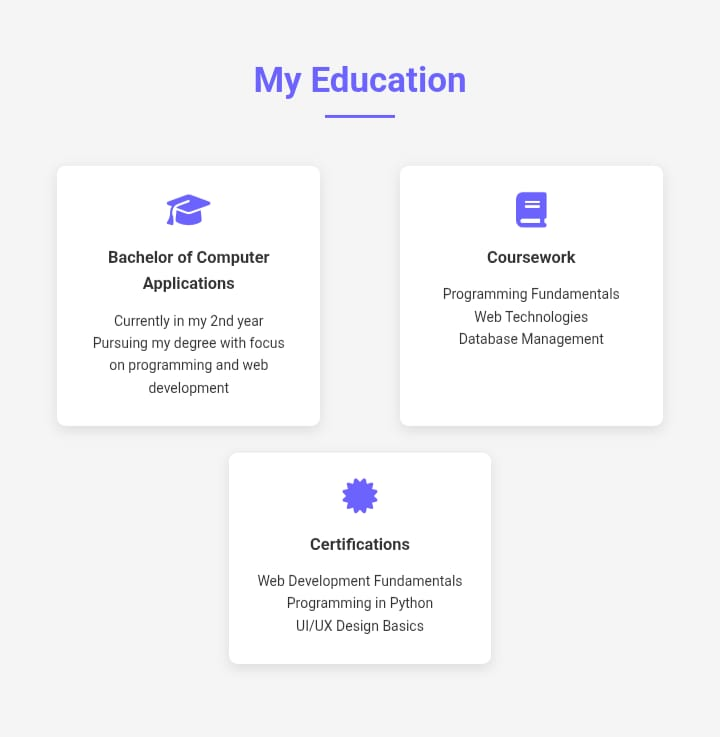 My Education
Bachelor of Computer
Applications
Currently in my 2nd year
Pursuing my degree with focus
on programming and web
development
Coursework
Programming Fundamentals
Web Technologies
Database Management
Certifications
Web Development Fundamentals
Programming in Python
UI/UX Design Basics